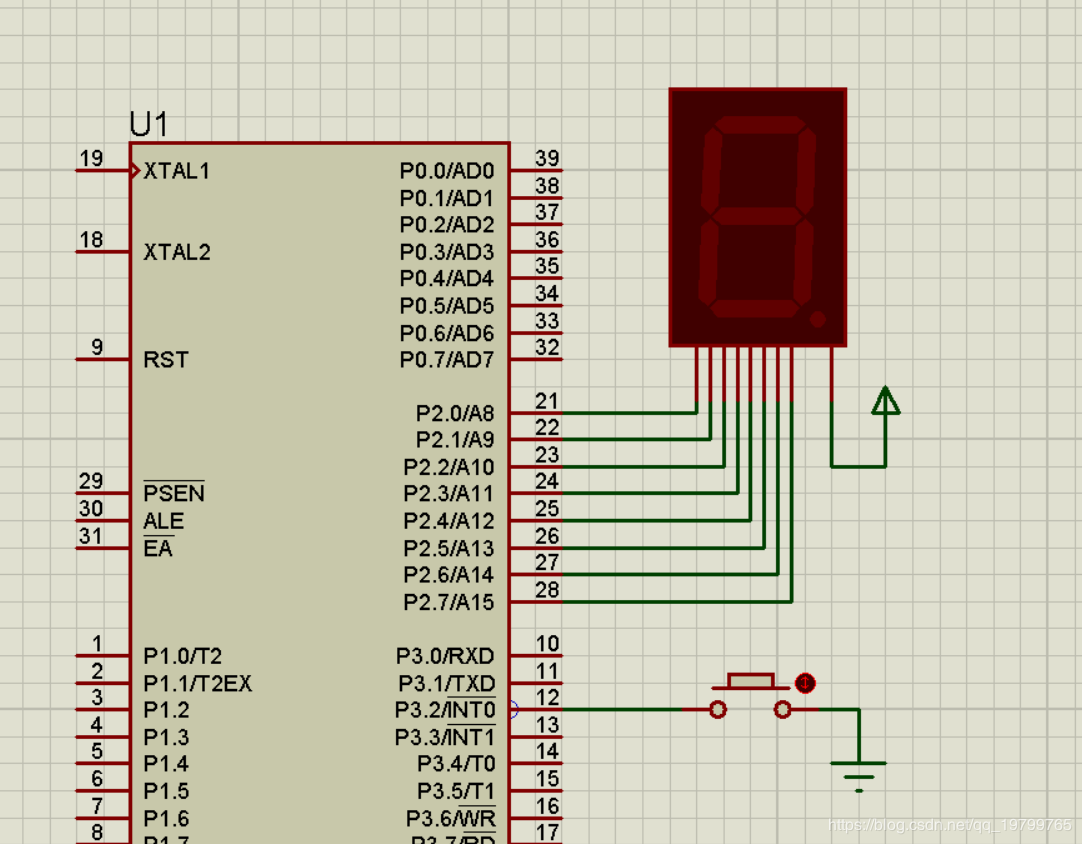 U1
19 XTAL1
18 XTAL2
9 RST
29 PSEN
30 ALE
31 EA
1 P1.0/T2
2 P1.1/T2EX
3 P1.2
4 P1.3
5 P1.4
6 P1.5
7 P1.6
8 P1.7
P0.0/AD0 39
P0.1/AD1 38
P0.2/AD2 37
P0.3/AD3 36
P0.4/AD4 35
P0.5/AD5 34
P0.6/AD6 33
P0.7/AD7 32
P2.0/A8 21
P2.1/A9 22
P2.2/A10 23
P2.3/A11 24
P2.4/A12 25
P2.5/A13 26
P2.6/A14 27
P2.7/A15 28
P3.0/RXD 10
P3.1/TXD 11
P3.2/INT0 12
P3.3/INT1 13
P3.4/T0 14
P3.5/T1 15
P3.6/WR 16
P3.7/RD 17
https://blog.csdn.net/qq_19799765